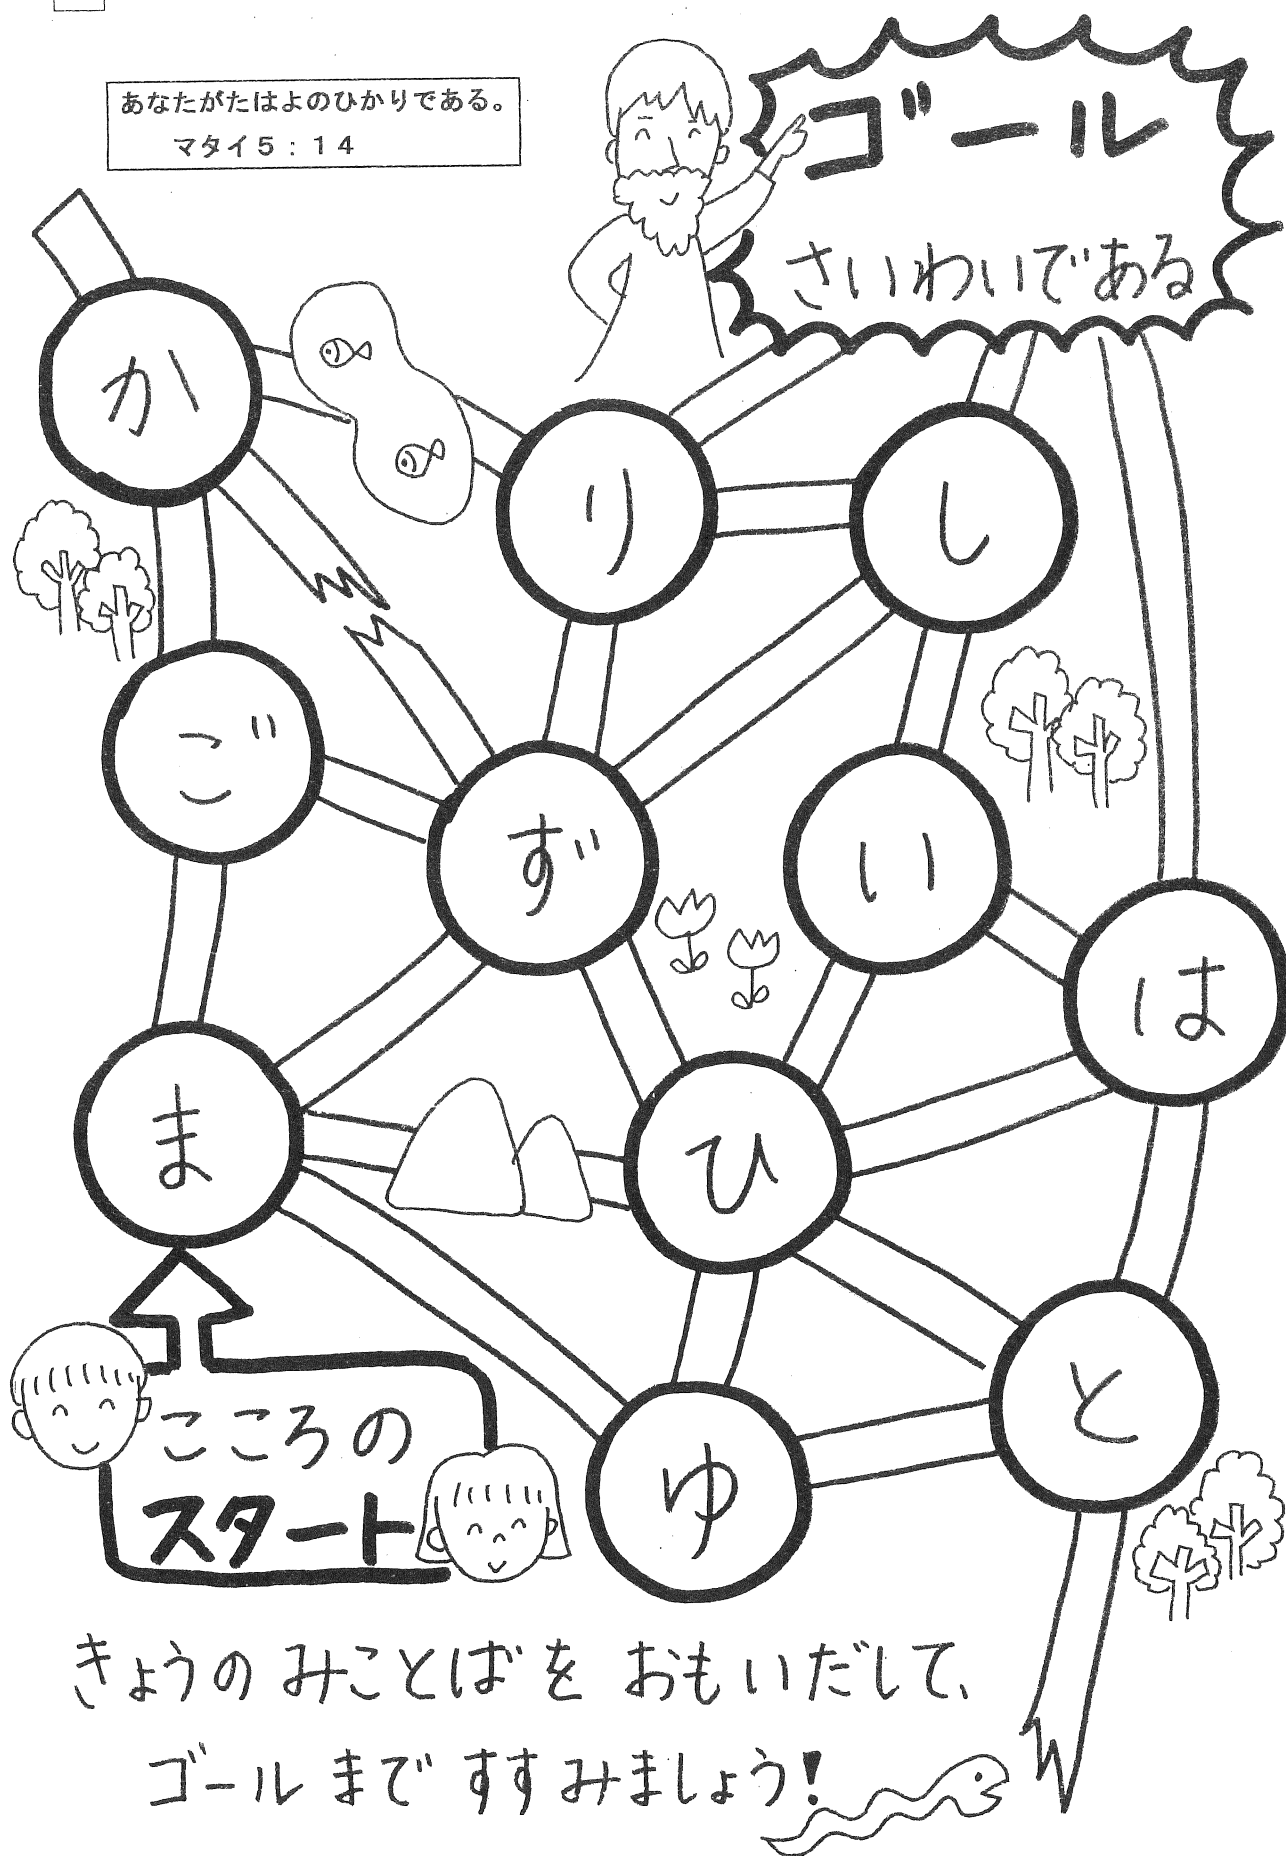 あなたがたはよのひかりである。
マタイ5：14
ゴール
さいわいである
か
り
し
ご
ず
い
は
ま
ひ
と
ゆ
こころの
スタート
きょうの みことばを おもいだして、
ゴールまで すすみましょう!